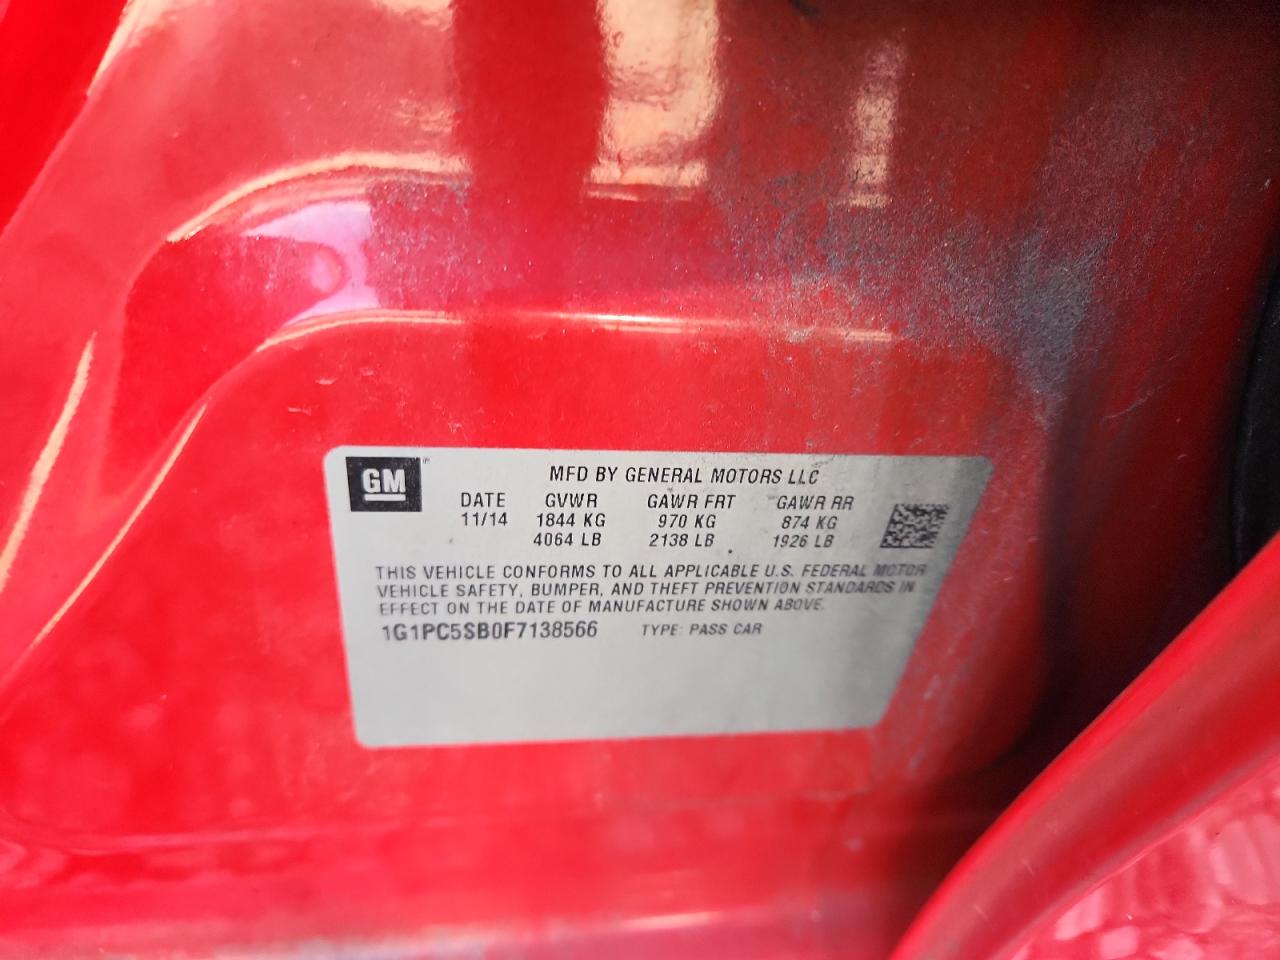 GM
MFD BY GENERAL MOTORS LLC
DATE GVWR GAWR FRT GAWR RR
11/14 1844 KG 970 KG 874 KG
4064 LB 2138 LB 1926 LB
THIS VEHICLE CONFORMS TO ALL APPLICABLE U.S. FEDERAL MOTOR
VEHICLE SAFETY, BUMPER, AND THEFT PREVENTION STANDARDS IN
EFFECT ON THE DATE OF MANUFACTURE SHOWN ABOVE.
1G1PC5SB0F7138566 TYPE: PASS CAR